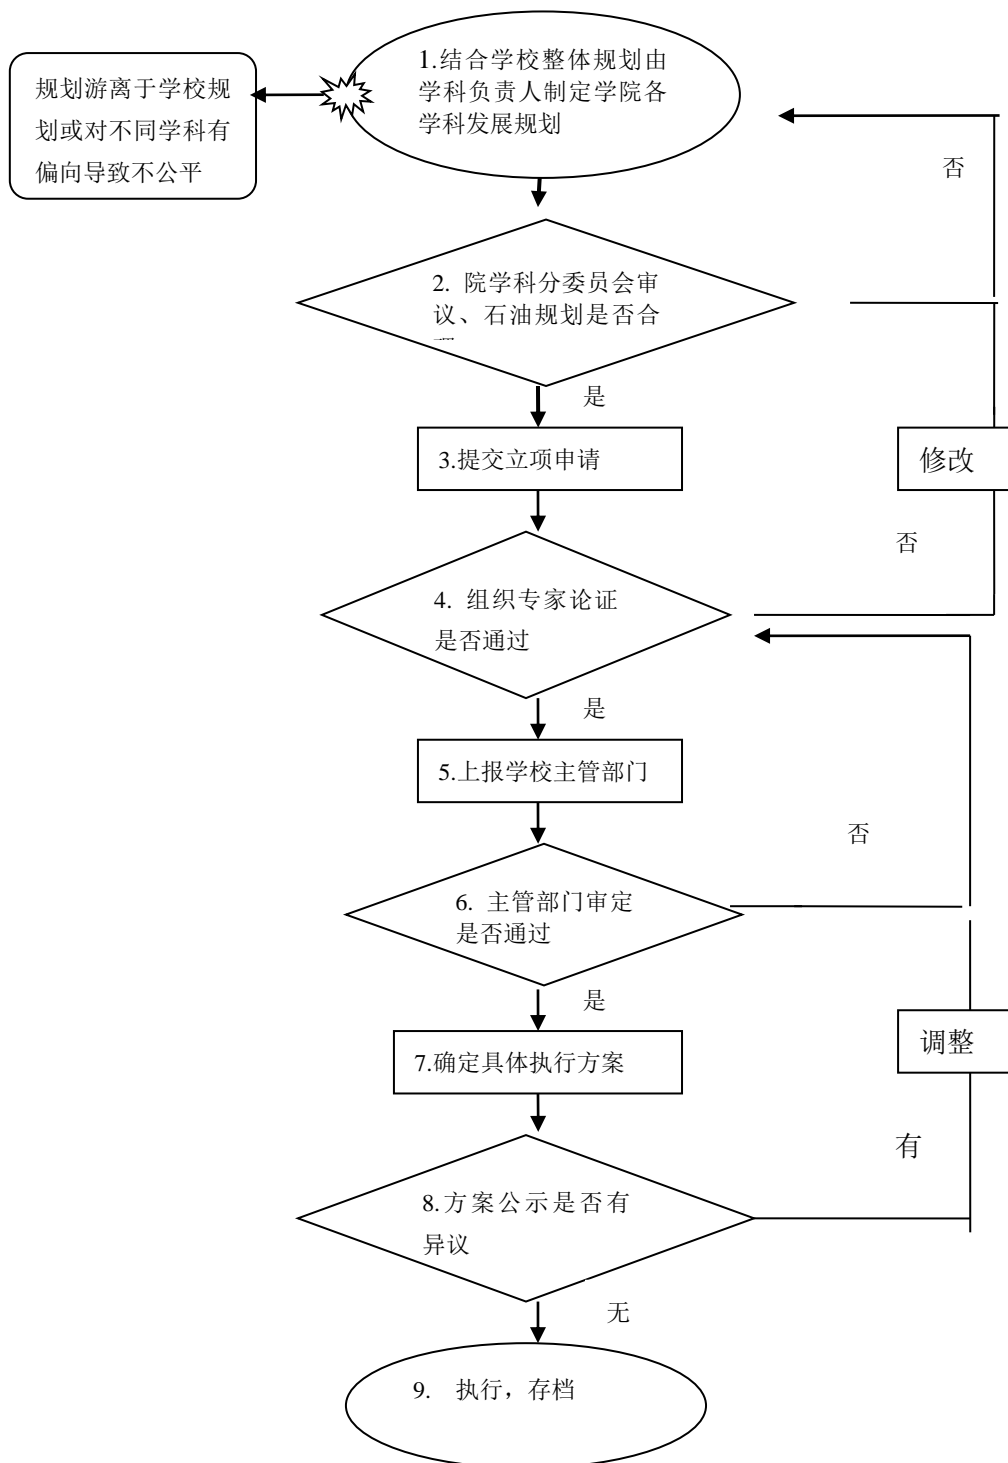 1.结合学校整体规划由
学科负责人制定学院各
学科发展规划
规划游离于学校规
划或对不同学科有
偏向导致不公平
否
2. 院学科分委员会审
议、石油规划是否合
是
3.提交立项申请
修改
否
4. 组织专家论证
是否通过
是
5.上报学校主管部门
否
6. 主管部门审定
是否通过
是
7.确定具体执行方案
调整
有
8.方案公示是否有
异议
无
9. 执行，存档